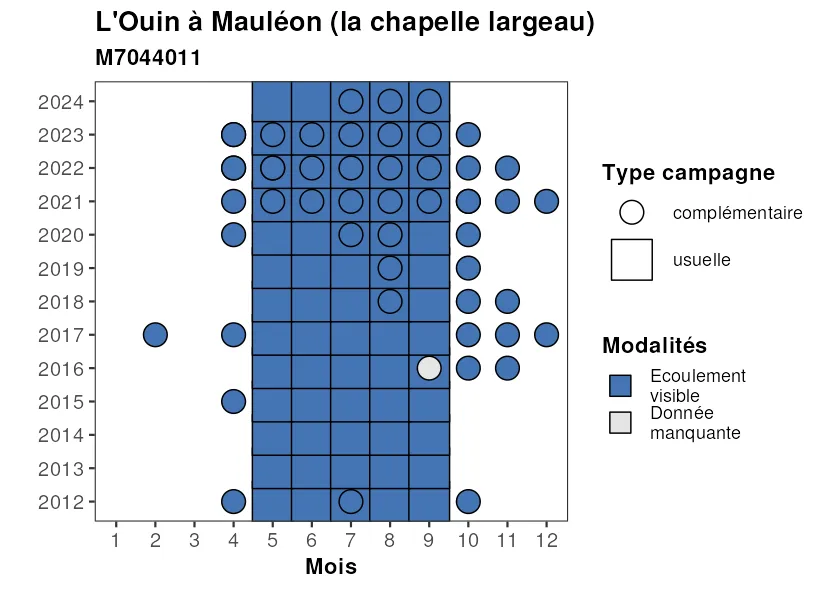 L'Ouin à Mauléon (la chapelle largeau)
M7044011
2024
2023
2022
2021
2020
2019
2018
2017
2016
2015
2014
2013
2012
1 2 3 4 5 6 7 8 9 10 11 12
Mois
Type campagne
complémentaire
usuelle
Modalités
Ecoulement
visible
Donnée
manquante